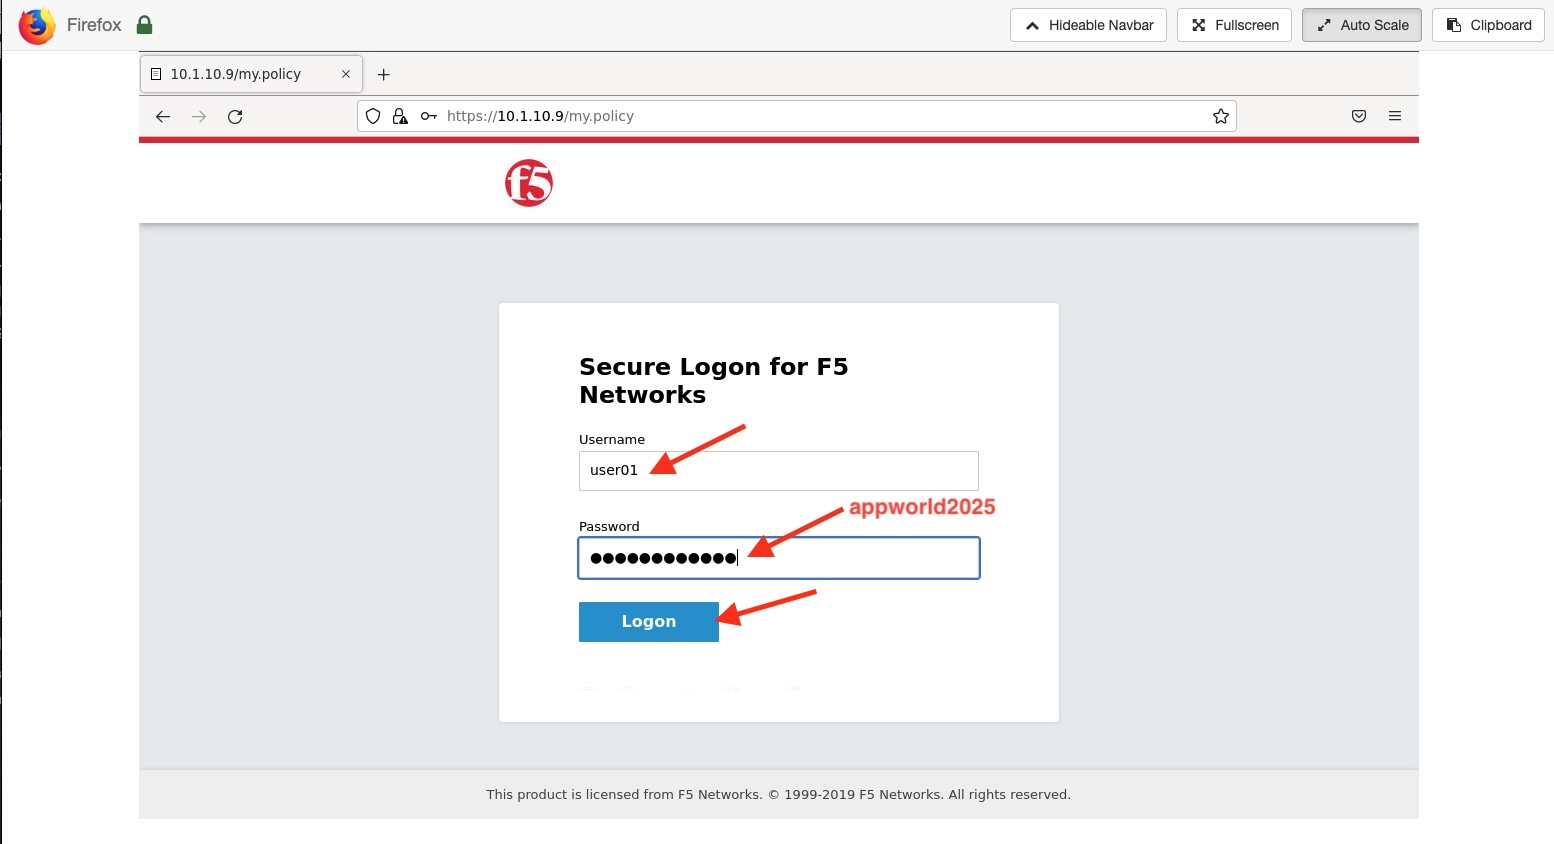 Firefox
Hideable Navbar
Fullscreen
Auto Scale
Clipboard
10.1.10.9/my.policy
https://10.1.10.9/my.policy
f5
Secure Logon for F5
Networks
Username
user01
appworld2025
Password
●●●●●●●●●●●●
Logon
This product is licensed from F5 Networks. © 1999-2019 F5 Networks. All rights reserved.